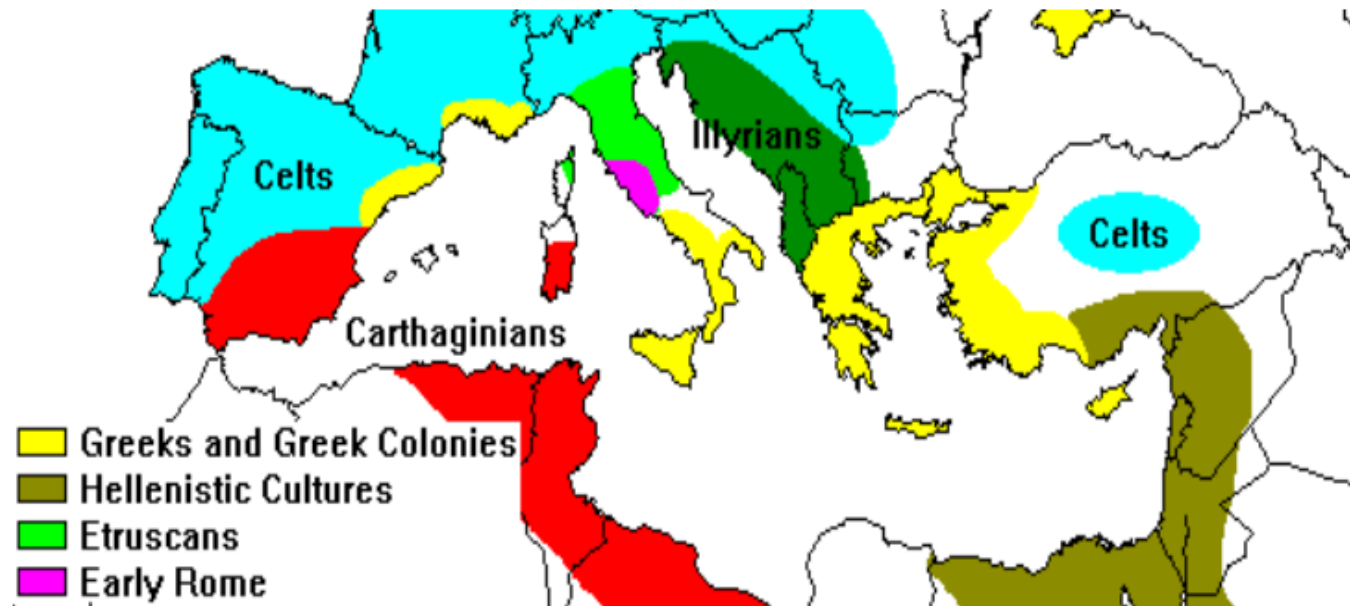 Illyrians
Celts
Celts
Carthaginians
Greeks and Greek Colonies
Hellenistic Cultures
Etruscans
Early Rome